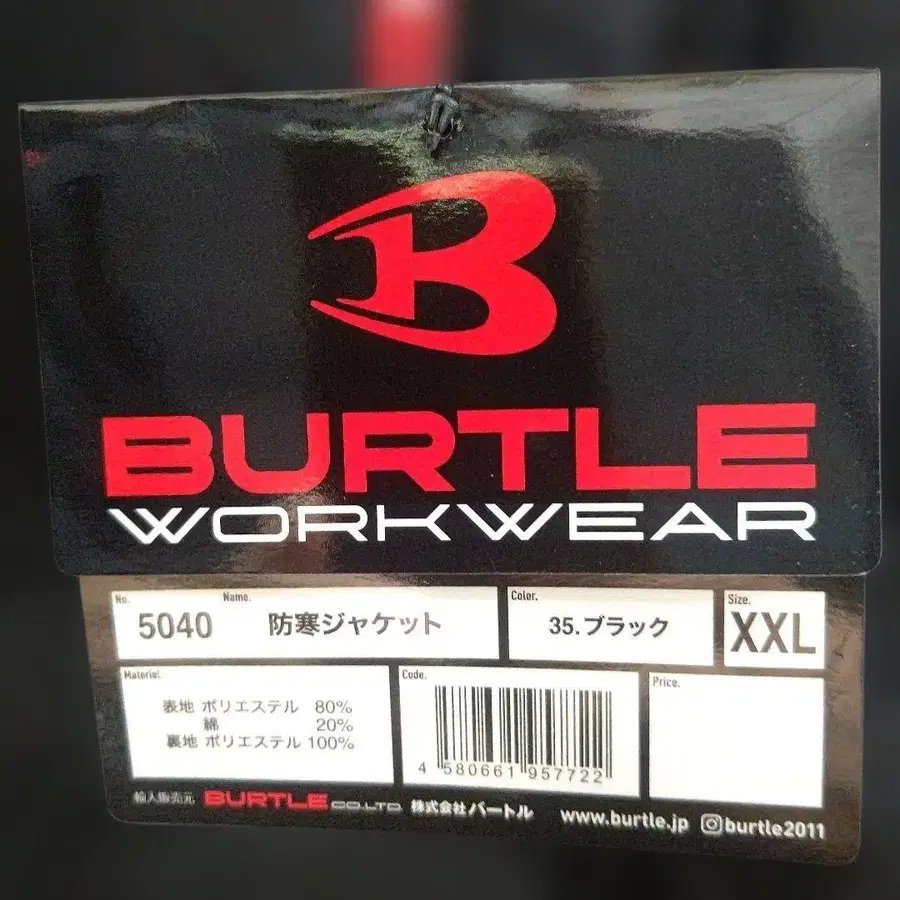 B
BURTLE
WORKWEAR
No. 5040 Name. 防寒ジャケット Color. 35.ブラック Size. XXL
Material.
表地 ポリエステル 80%
綿 20%
裏地 ポリエステル 100%
Code.
4 580661 957722
Price.
輸入販売元 BURTLE CO.LTD. 株式会社バートル www.burtle.jp burtle2011